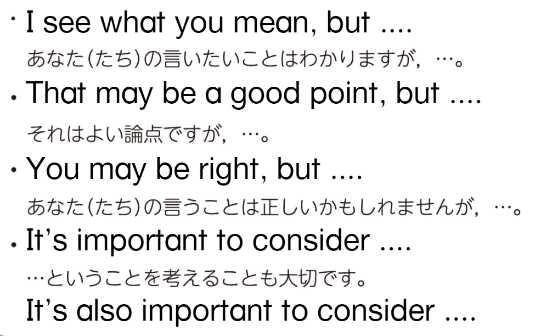 ・I see what you mean, but ....
あなた(たち)の言いたいことはわかりますが，…。
・That may be a good point, but ....
それはよい論点ですが，…。
・You may be right, but ....
あなた(たち)の言うことは正しいかもしれませんが，…。
・It's important to consider ....
…ということを考えることも大切です。
It's also important to consider ....